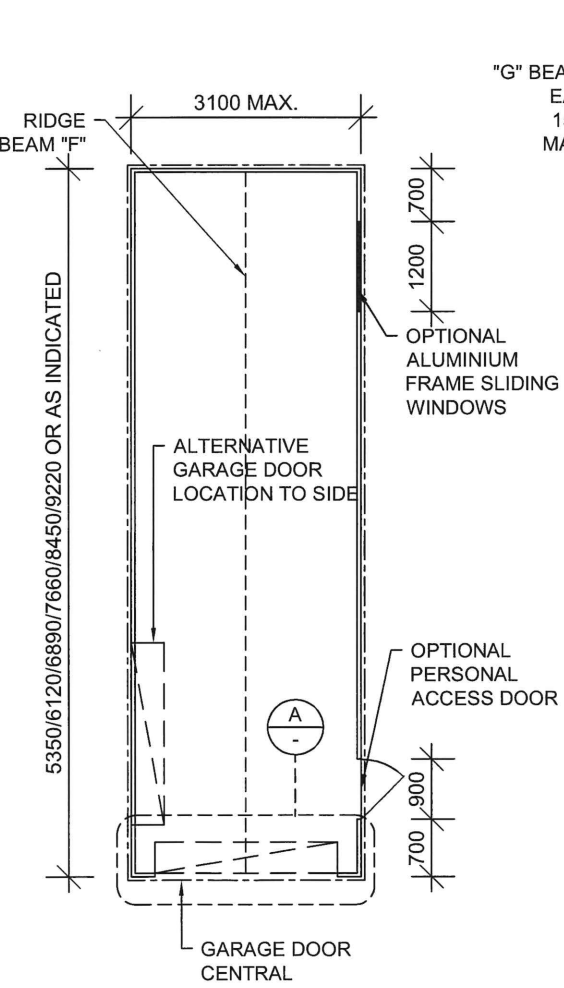 "G" BEA
EA
1
MA
3100 MAX.
RIDGE
BEAM "F"
700
1200
5350/6120/6890/7660/8450/9220 OR AS INDICATED
OPTIONAL
ALUMINIUM
FRAME SLIDING
WINDOWS
ALTERNATIVE
GARAGE DOOR
LOCATION TO SIDE
OPTIONAL
PERSONAL
ACCESS DOOR
A
-
900
700
GARAGE DOOR
CENTRAL